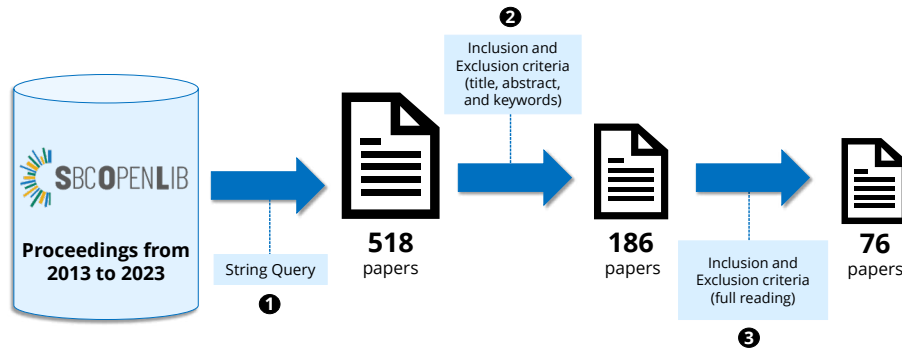 SBCOPENLIB
Proceedings from
2013 to 2023
String Query
1
518
papers
2
Inclusion and
Exclusion criteria
(title, abstract,
and keywords)
186
papers
Inclusion and
Exclusion criteria
(full reading)
3
76
papers